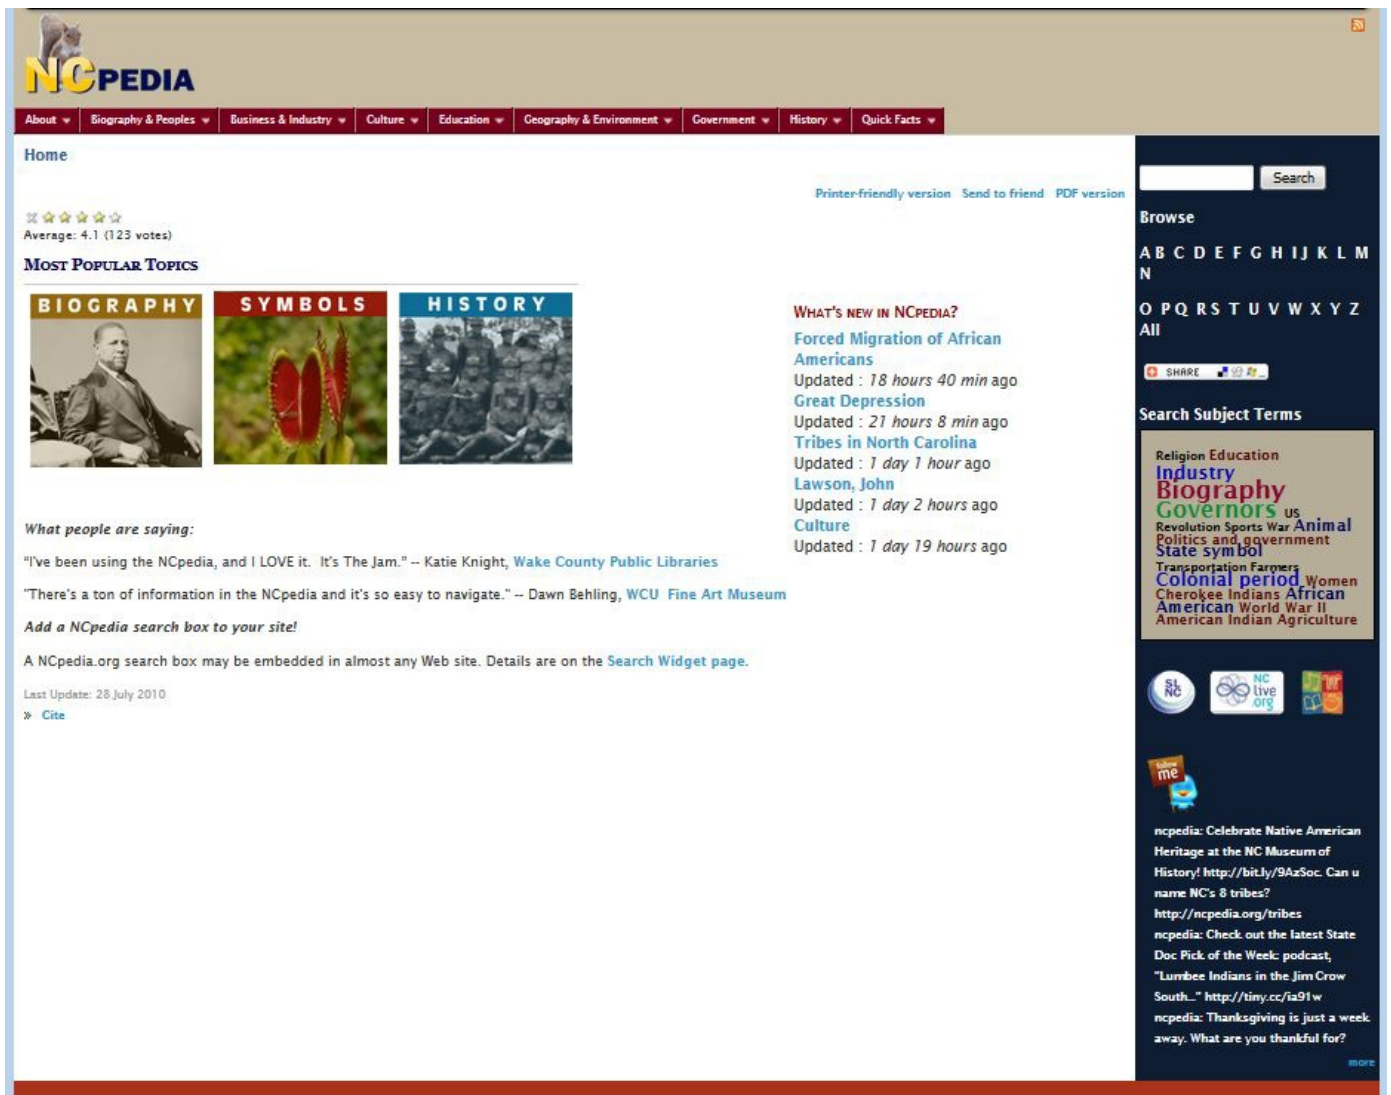 NCPEDIA
About
Biography & Peoples
Business & Industry
Culture
Education
Geography & Environment
Government
History
Quick Facts
Home
Printer-friendly version Send to friend PDF version
Average: 4.1 (123 votes)
MOST POPULAR TOPICS
BIOGRAPHY
SYMBOLS
HISTORY
WHAT'S NEW IN NCPEDIA?
Forced Migration of African
Americans
Updated : 18 hours 40 min ago
Great Depression
Updated : 21 hours 8 min ago
Tribes in North Carolina
Updated : 1 day 1 hour ago
Lawson, John
Updated : 1 day 2 hours ago
Culture
Updated : 1 day 19 hours ago
What people are saying:
"I've been using the NCpedia, and I LOVE it. It's The Jam." -- Katie Knight, Wake County Public Libraries
"There's a ton of information in the NCpedia and it's so easy to navigate." -- Dawn Behling, WCU Fine Art Museum
Add a NCpedia search box to your site!
A NCpedia.org search box may be embedded in almost any Web site. Details are on the Search Widget page.
Last Update: 28 July 2010
» Cite
Search
Browse
A B C D E F G H I J K L M
N
O P Q R S T U V W X Y Z
All
SHARE
Search Subject Terms
Religion Education
Industry
Biography
Governors US
Revolution Sports War Animal
Politics and government
State symbol
Transportation Farmers
Colonial period Women
Cherokee Indians African
American World War II
American Indian Agriculture
SL
NC
NC
live
.org
follow
me
ncpedia: Celebrate Native American
Heritage at the NC Museum of
History! http://bit.ly/9AzSoc. Can u
name NC's 8 tribes?
http://ncpedia.org/tribes
ncpedia: Check out the latest State
Doc Pick of the Week: podcast,
"Lumbee Indians in the Jim Crow
South..." http://tiny.cc/ia91w
ncpedia: Thanksgiving is just a week
away. What are you thankful for?
more